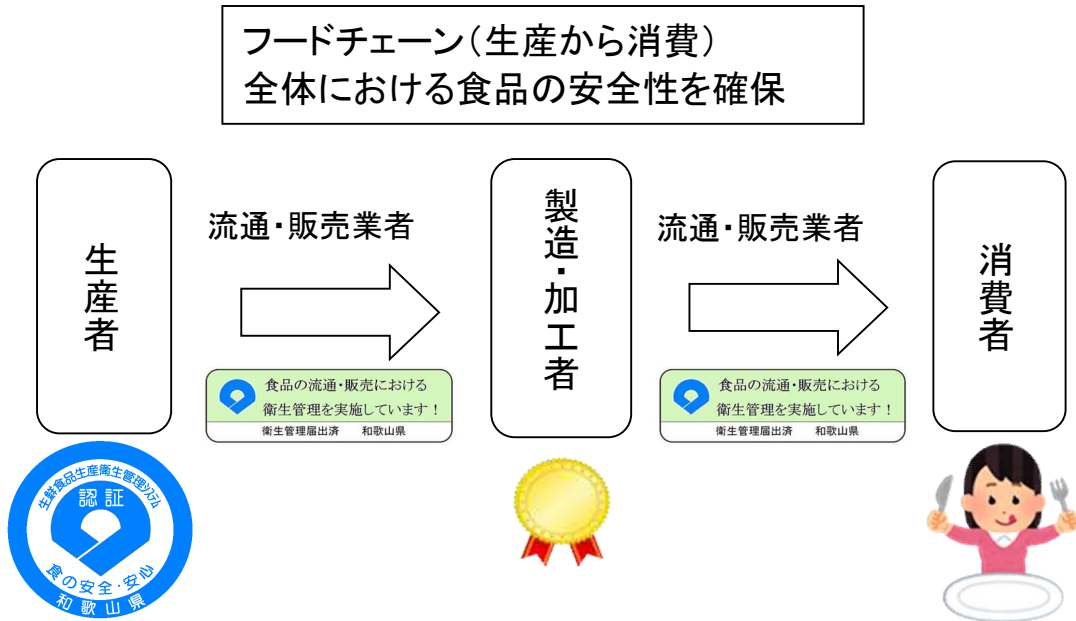 フードチェーン（生産から消費）
全体における食品の安全性を確保
生産者
流通・販売業者
食品の流通・販売における
衛生管理を実施しています！
衛生管理届出済　和歌山県
製造・加工者
流通・販売業者
食品の流通・販売における
衛生管理を実施しています！
衛生管理届出済　和歌山県
消費者
生鮮食品生産衛生管理システム
認証
食の安全・安心
和歌山県